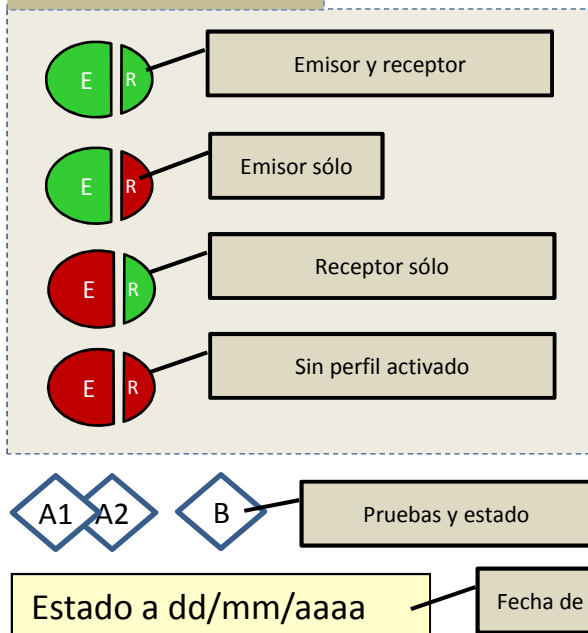 E R Emisor y receptor
E R Emisor sólo
E R Receptor sólo
E R Sin perfil activado
A1 A2 B Pruebas y estado
Estado a dd/mm/aaaa Fecha de